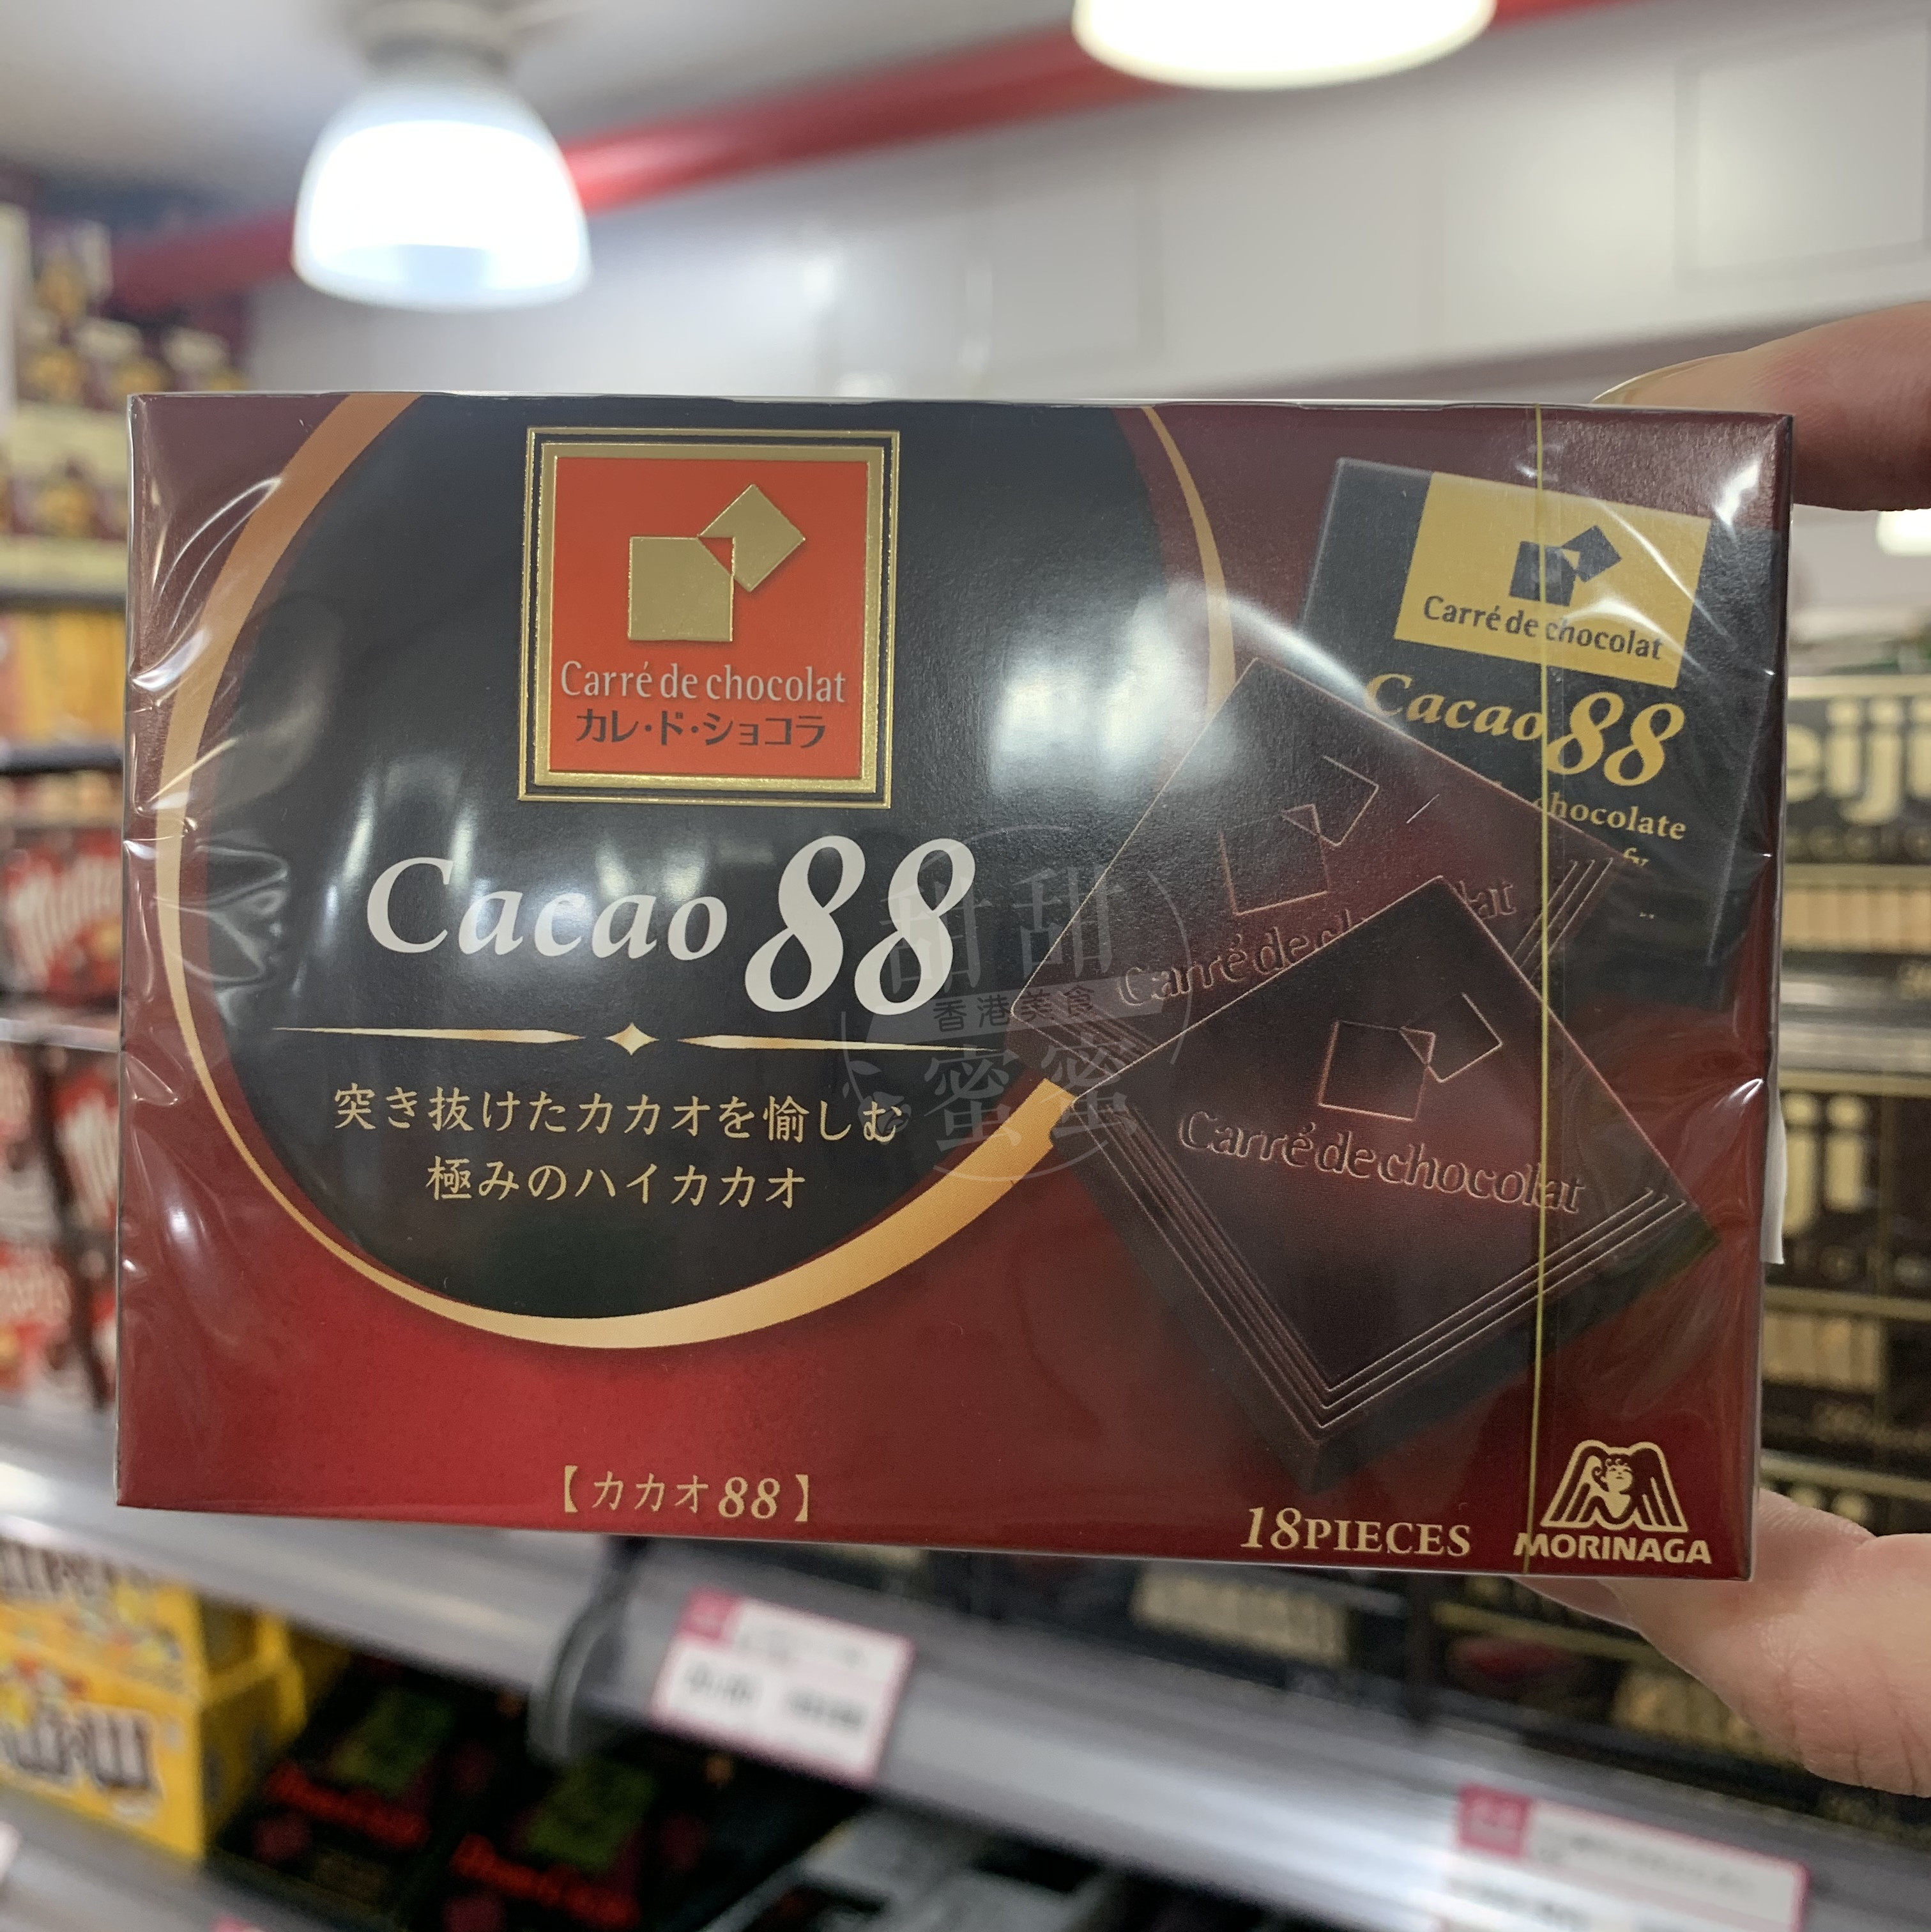 Carré de chocolat
カレ・ド・ショコラ
Cacao 88
突き抜けたカカオを愉しむ
極みのハイカカオ
【カカオ88】
18PIECES
MORINAGA
Carré de chocolat
Cacao 88
chocolate
Carré de chocolat
Carré de chocolat
甜甜
香港美食
蜜蜜